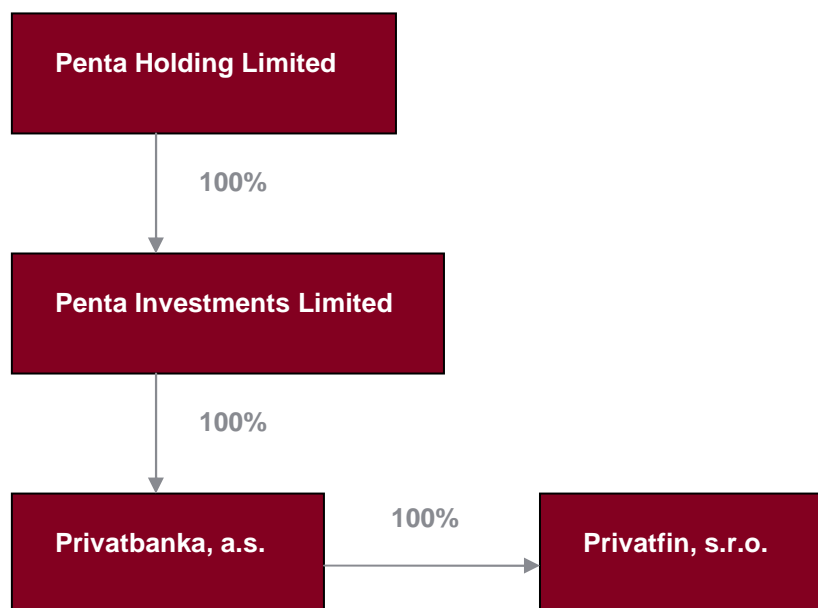 Penta Holding Limited
100%
Penta Investments Limited
100%
Privatbanka, a.s.
100%
Privatfin, s.r.o.